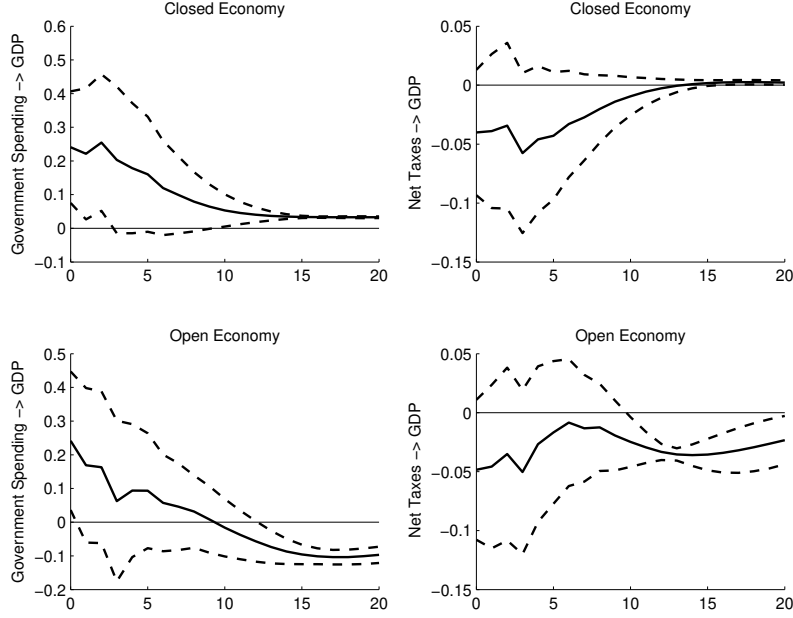 Closed Economy
Government Spending −> GDP
0.6
0.5
0.4
0.3
0.2
0.1
0
−0.1
0 5 10 15 20
Closed Economy
Net Taxes −> GDP
0.05
0
−0.05
−0.1
−0.15
0 5 10 15 20
Open Economy
Government Spending −> GDP
0.5
0.4
0.3
0.2
0.1
0
−0.1
−0.2
0 5 10 15 20
Open Economy
Net Taxes −> GDP
0.05
0
−0.05
−0.1
−0.15
0 5 10 15 20